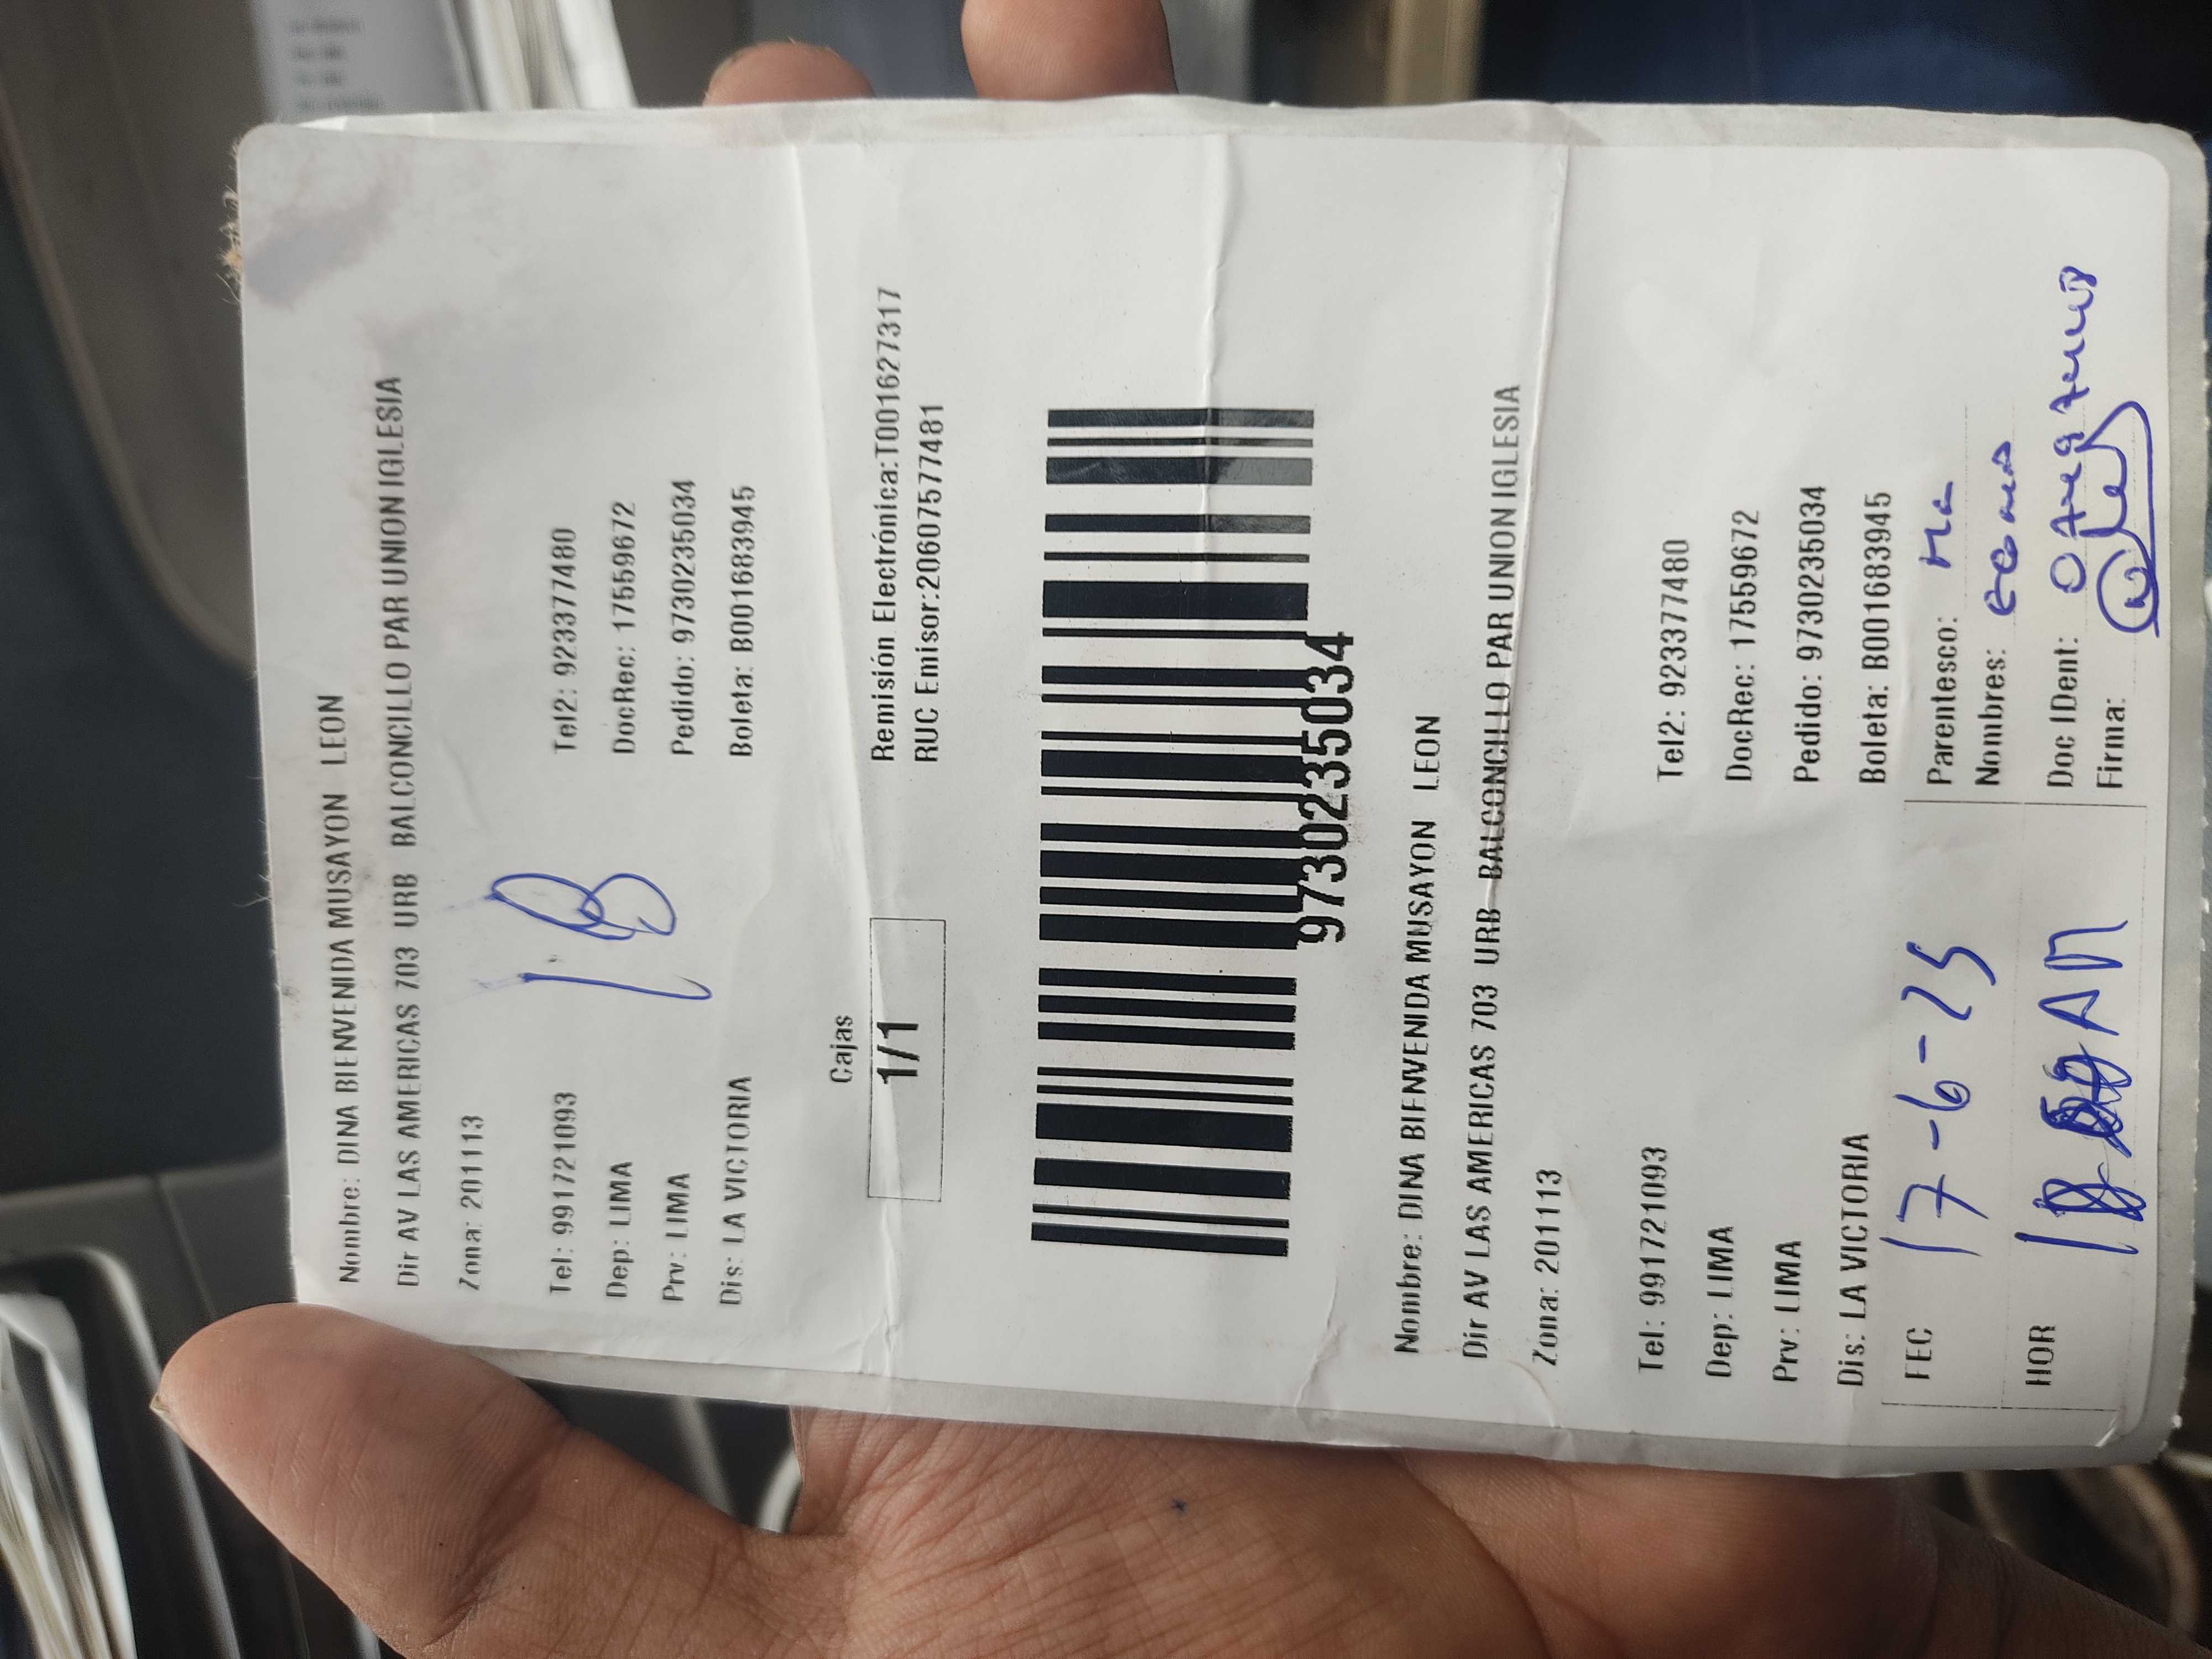 Nombre: DINA BIENVENIDA MUSAYON LEON
Dir AV LAS AMERICAS 703 URB BALCONCILLO PAR UNION IGLESIA
Zona: 201113
18
Tel: 991721093 Tel2: 923377480
Dep: LIMA DocRec: 17559672
Prv: LIMA Pedido: 9730235034
Dis: LA VICTORIA Boleta: B001683945
Cajas
1/1
Remisión Electrónica:T001627317
RUC Emisor:20607577481
9730235034
Nombre: DINA BIENVENIDA MUSAYON LEON
Dir AV LAS AMERICAS 703 URB BALCONCILLO PAR UNION IGLESIA
Zona: 201113
Tel: 991721093 Tel2: 923377480
Dep: LIMA DocRec: 17559672
Prv: LIMA Pedido: 9730235034
Dis: LA VICTORIA Boleta: B001683945
FEC 17-6-25 Parentesco:
Nombres:
HOR AM Doc IDent:
Firma: